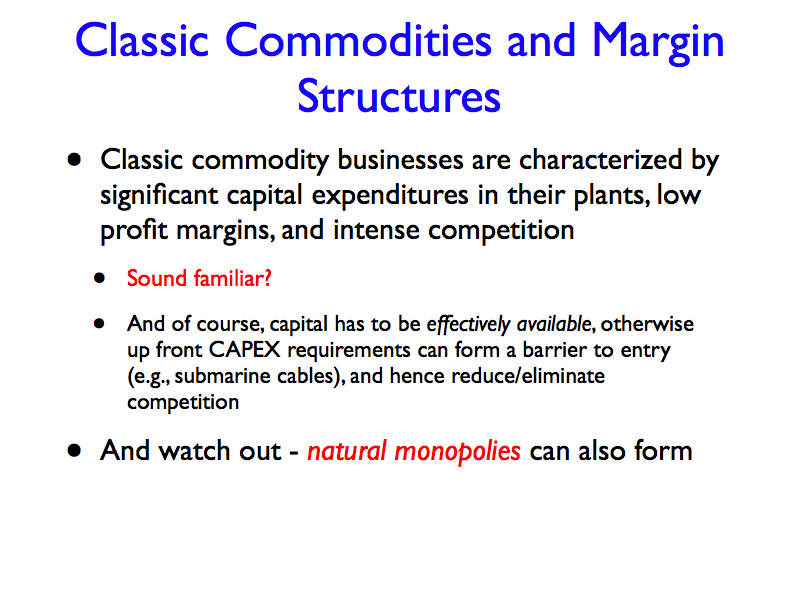 Classic Commodities and Margin
Structures
• Classic commodity businesses are characterized by
significant capital expenditures in their plants, low
profit margins, and intense competition
• Sound familiar?
• And of course, capital has to be effectively available, otherwise
up front CAPEX requirements can form a barrier to entry
(e.g., submarine cables), and hence reduce/eliminate
competition
• And watch out - natural monopolies can also form